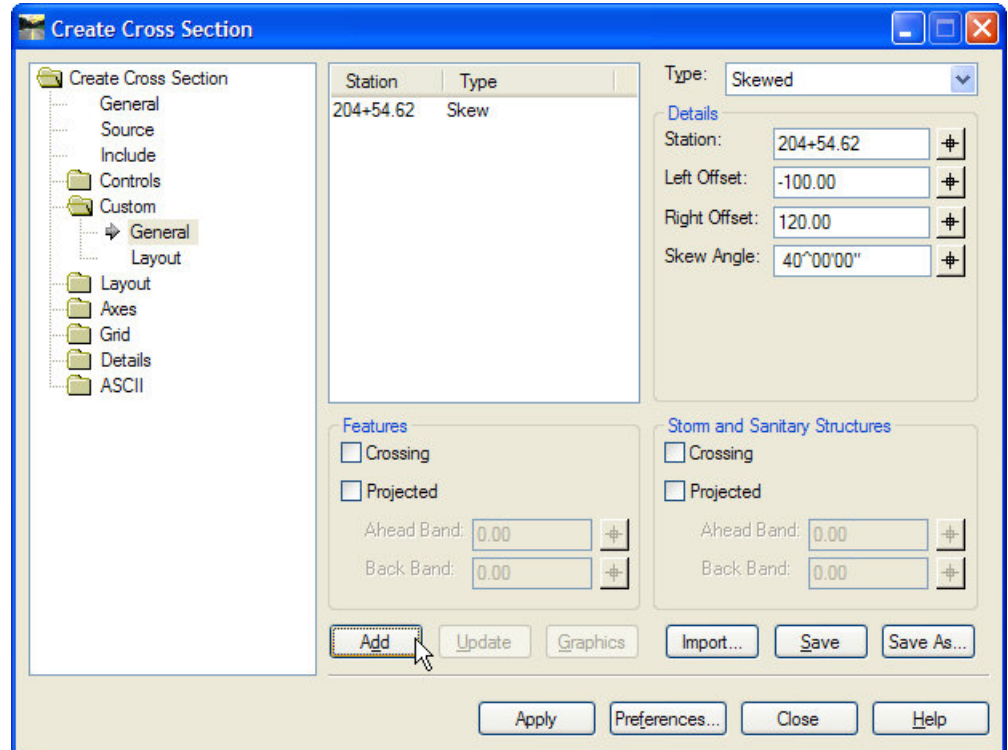 Create Cross Section
Create Cross Section
General
Source
Include
Controls
Custom
General
Layout
Layout
Axes
Grid
Details
ASCII
Station Type
204+54.62 Skew
Type: Skewed
Details
Station: 204+54.62
Left Offset: -100.00
Right Offset: 120.00
Skew Angle: 40^00'00"
Features
Crossing
Projected
Ahead Band: 0.00
Back Band: 0.00
Storm and Sanitary Structures
Crossing
Projected
Ahead Band: 0.00
Back Band: 0.00
Add Update Graphics Import... Save Save As...
Apply Preferences... Close Help